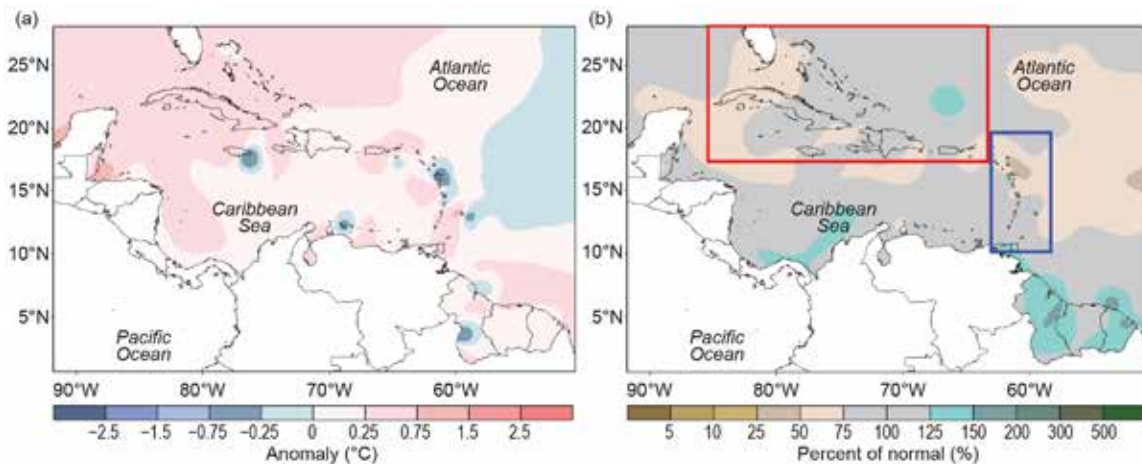 (a)
(b)
25°N
20°N
15°N
10°N
5°N
Atlantic
Ocean
Caribbean
Sea
Pacific
Ocean
90°W
80°W
70°W
60°W
−2.5
−1.5
−0.75
−0.25
0
0.25
0.75
1.5
2.5
Anomaly (°C)
25°N
20°N
15°N
10°N
5°N
Atlantic
Ocean
Caribbean
Sea
Pacific
Ocean
90°W
80°W
70°W
60°W
5
10
25
50
75
100
125
150
200
300
500
Percent of normal (%)